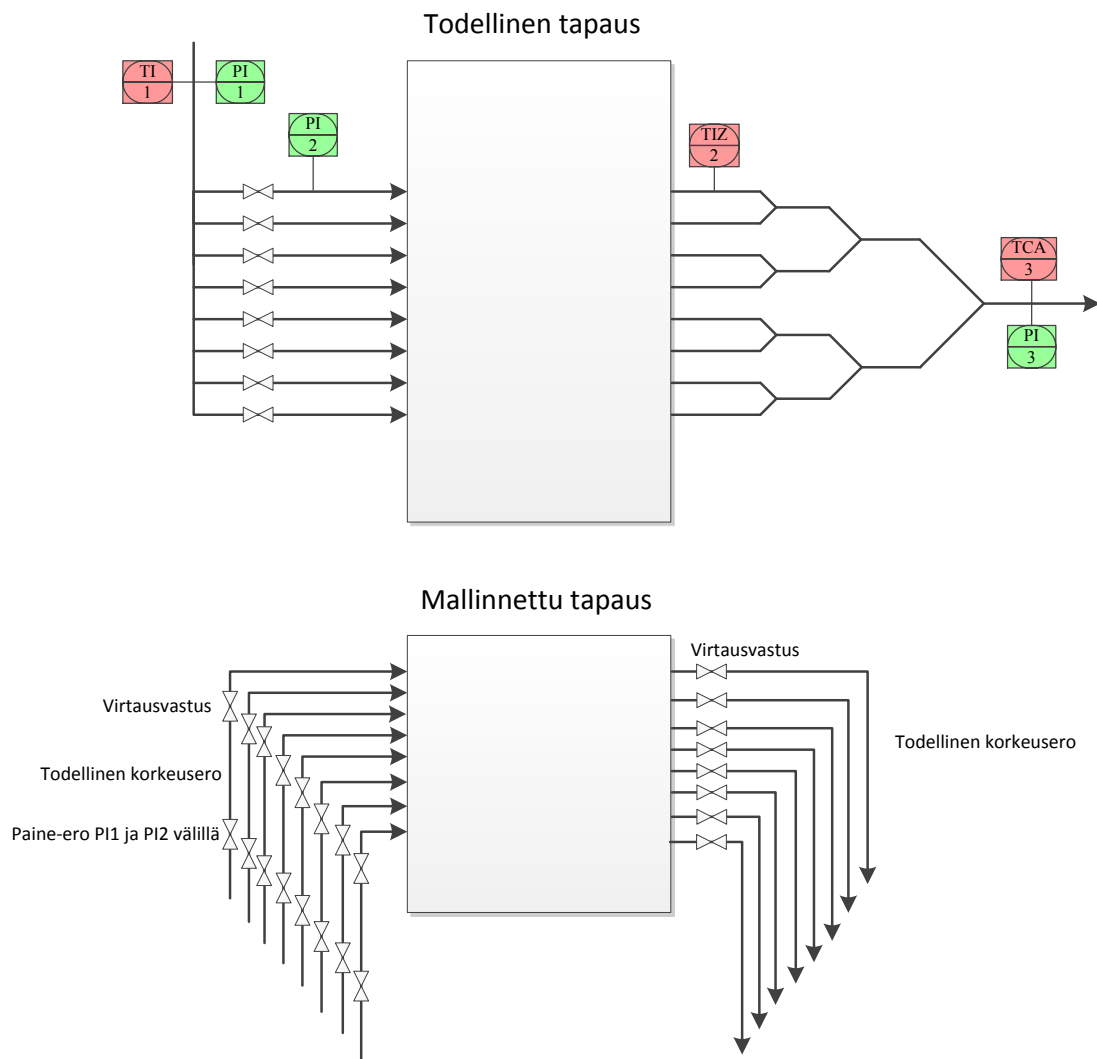 Todellinen tapaus
TI
1
PI
1
PI
2
TIZ
2
TCA
3
PI
3
Mallinnettu tapaus
Virtausvastus
Virtausvastus
Todellinen korkeusero
Todellinen korkeusero
Paine-ero PI1 ja PI2 välillä